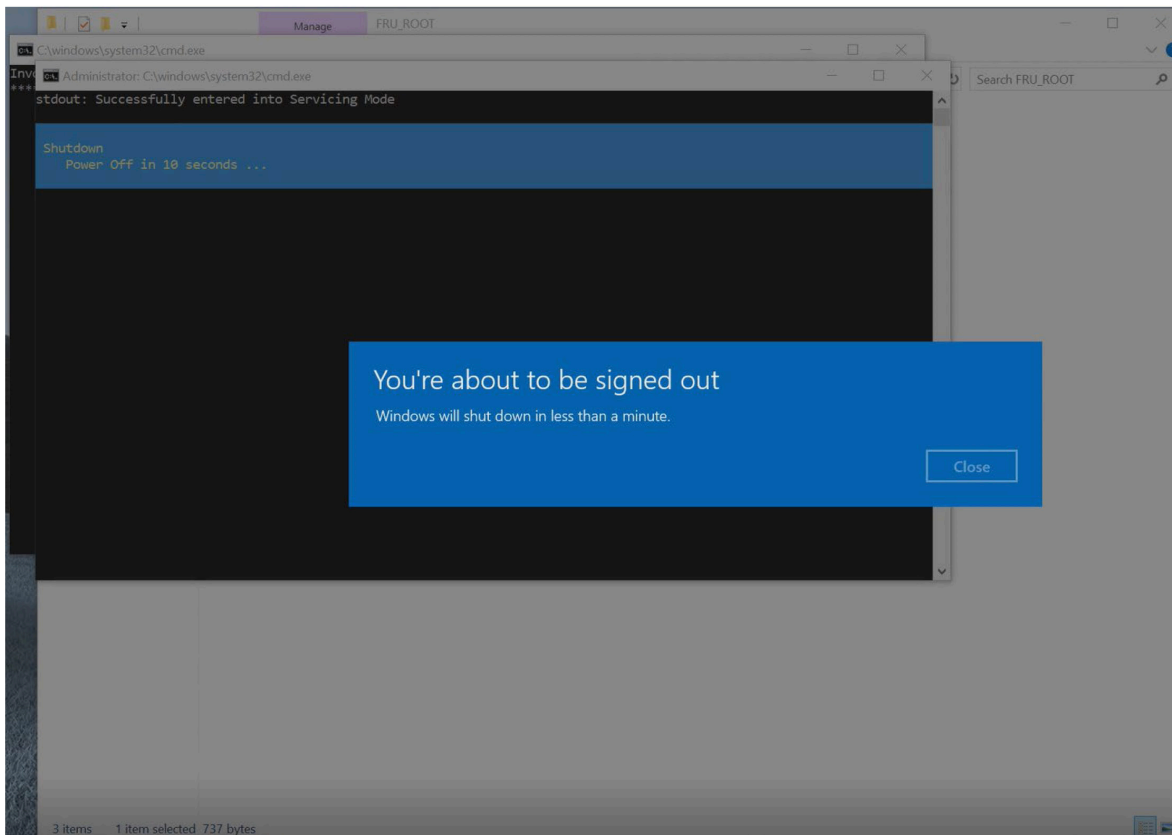 Manage
FRU_ROOT
C:\windows\system32\cmd.exe
Search FRU_ROOT
Administrator: C:\windows\system32\cmd.exe
stdout: Successfully entered into Servicing Mode
Shutdown
Power Off in 10 seconds ...
You're about to be signed out
Windows will shut down in less than a minute.
Close
3 items 1 item selected 737 bytes